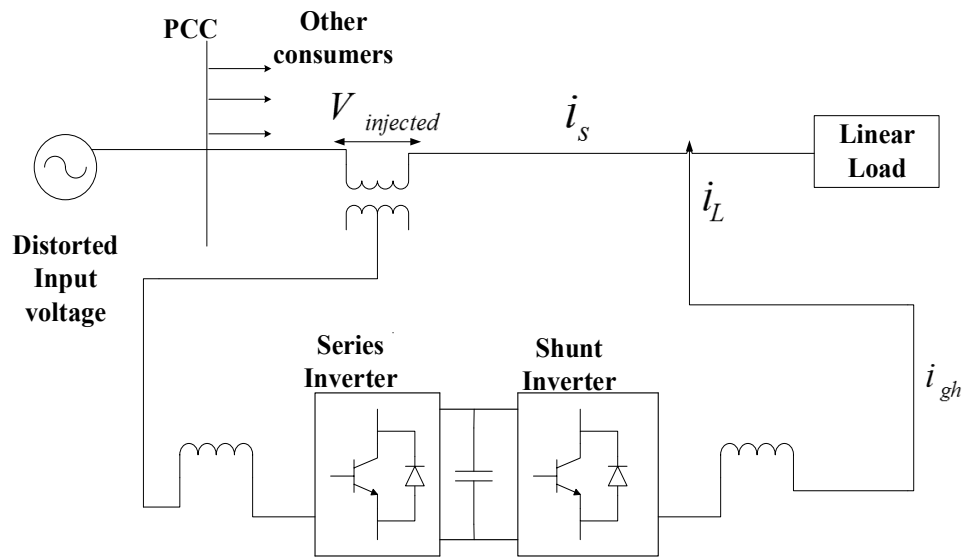 PCC
Other
consumers
V injected
i s
Linear
Load
i L
Distorted
Input
voltage
Series
Inverter
Shunt
Inverter
i gh